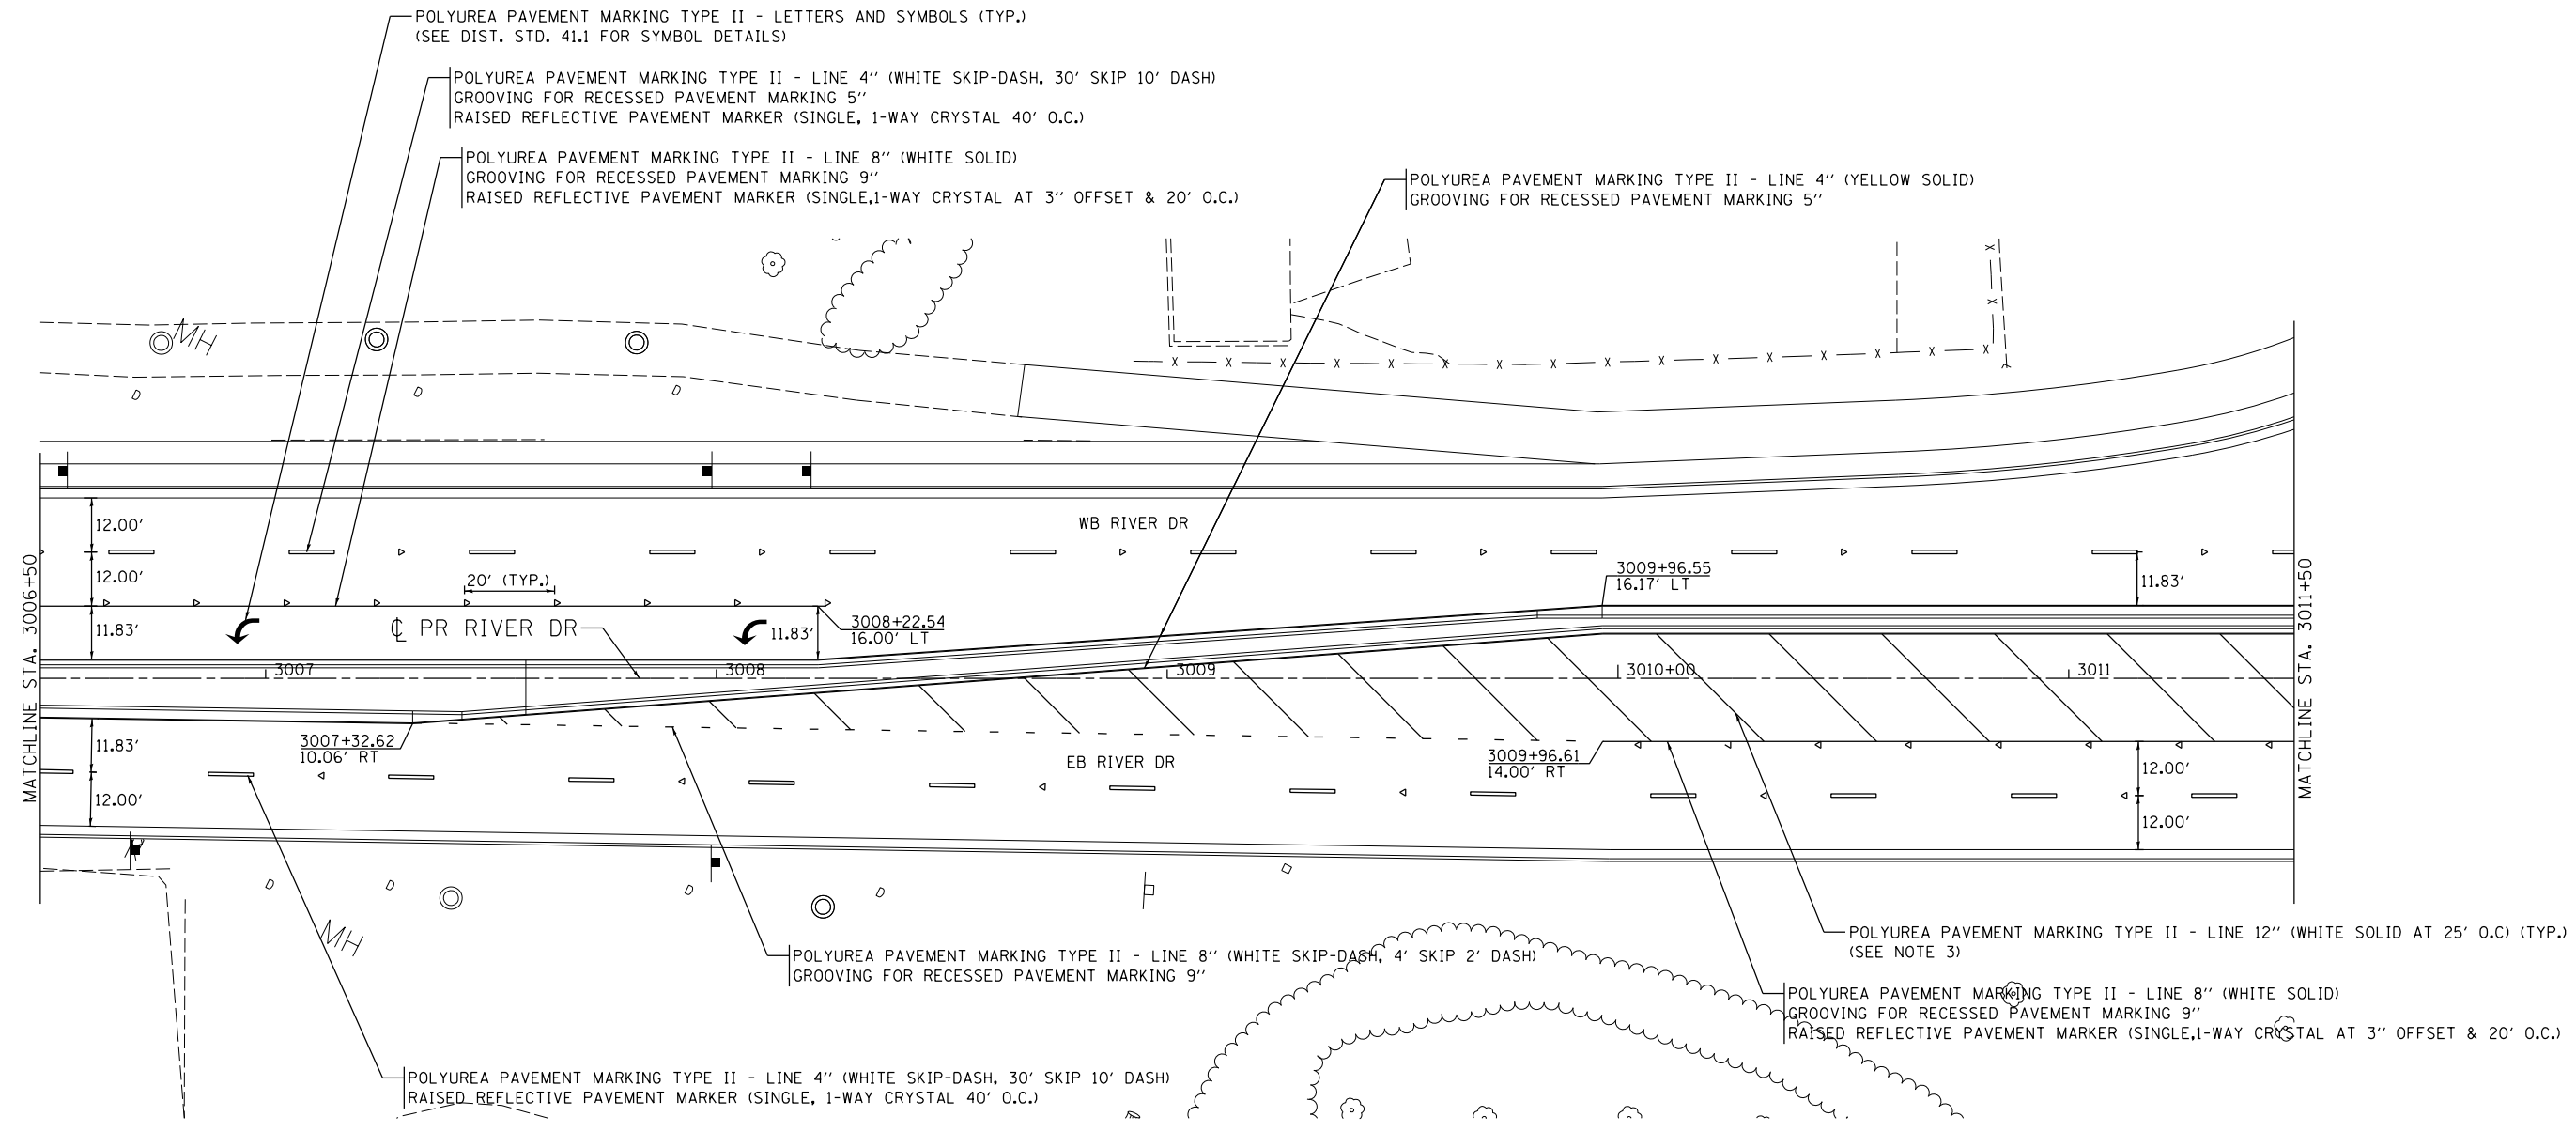 POLYUREA PAVEMENT MARKING TYPE II - LETTERS AND SYMBOLS (TYP.)
(SEE DIST. STD. 41.1 FOR SYMBOL DETAILS)
POLYUREA PAVEMENT MARKING TYPE II - LINE 4'' (WHITE SKIP-DASH, 30' SKIP 10' DASH)
GROOVING FOR RECESSED PAVEMENT MARKING 5''
RAISED REFLECTIVE PAVEMENT MARKER (SINGLE, 1-WAY CRYSTAL 40' O.C.)
POLYUREA PAVEMENT MARKING TYPE II - LINE 8'' (WHITE SOLID)
GROOVING FOR RECESSED PAVEMENT MARKING 9''
RAISED REFLECTIVE PAVEMENT MARKER (SINGLE,1-WAY CRYSTAL AT 3'' OFFSET & 20' O.C.)
POLYUREA PAVEMENT MARKING TYPE II - LINE 4'' (YELLOW SOLID)
GROOVING FOR RECESSED PAVEMENT MARKING 5''
MH
MATCHLINE STA. 3006+50
12.00'
12.00'
11.83'
20' (TYP.)
WB RIVER DR
3009+96.55
16.17' LT
11.83'
MATCHLINE STA. 3011+50
℄ PR RIVER DR
11.83'
3008+22.54
16.00' LT
3007
3008
3009
3010+00
3011
11.83'
12.00'
3007+32.62
10.06' RT
EB RIVER DR
3009+96.61
14.00' RT
12.00'
12.00'
MH
POLYUREA PAVEMENT MARKING TYPE II - LINE 8'' (WHITE SKIP-DASH, 4' SKIP 2' DASH)
GROOVING FOR RECESSED PAVEMENT MARKING 9''
POLYUREA PAVEMENT MARKING TYPE II - LINE 12'' (WHITE SOLID AT 25' O.C) (TYP.)
(SEE NOTE 3)
POLYUREA PAVEMENT MARKING TYPE II - LINE 8'' (WHITE SOLID)
GROOVING FOR RECESSED PAVEMENT MARKING 9''
RAISED REFLECTIVE PAVEMENT MARKER (SINGLE,1-WAY CRYSTAL AT 3'' OFFSET & 20' O.C.)
POLYUREA PAVEMENT MARKING TYPE II - LINE 4'' (WHITE SKIP-DASH, 30' SKIP 10' DASH)
RAISED REFLECTIVE PAVEMENT MARKER (SINGLE, 1-WAY CRYSTAL 40' O.C.)